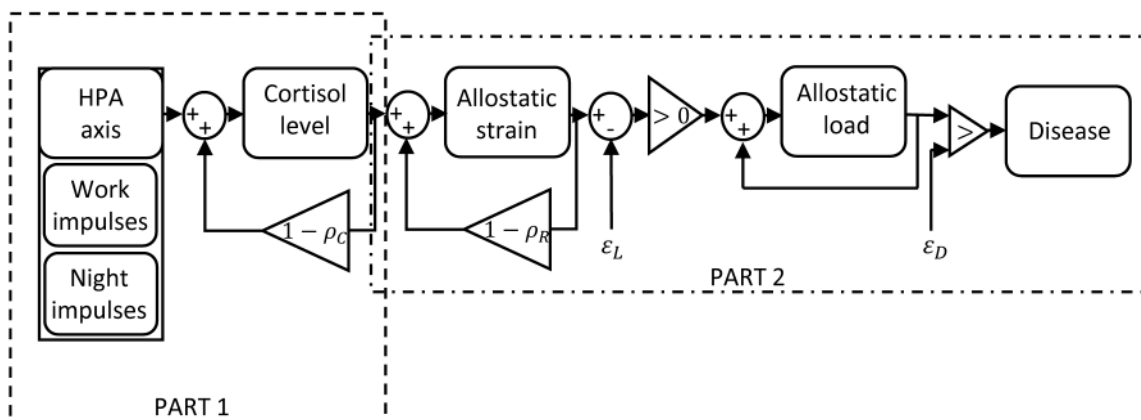 HPA
axis
Work
impulses
Night
impulses
+
+
Cortisol
level
1 − ρ_C
PART 1
+
+
Allostatic
strain
1 − ρ_R
+
-
ε_L
> 0
+
+
Allostatic
load
>
ε_D
Disease
PART 2